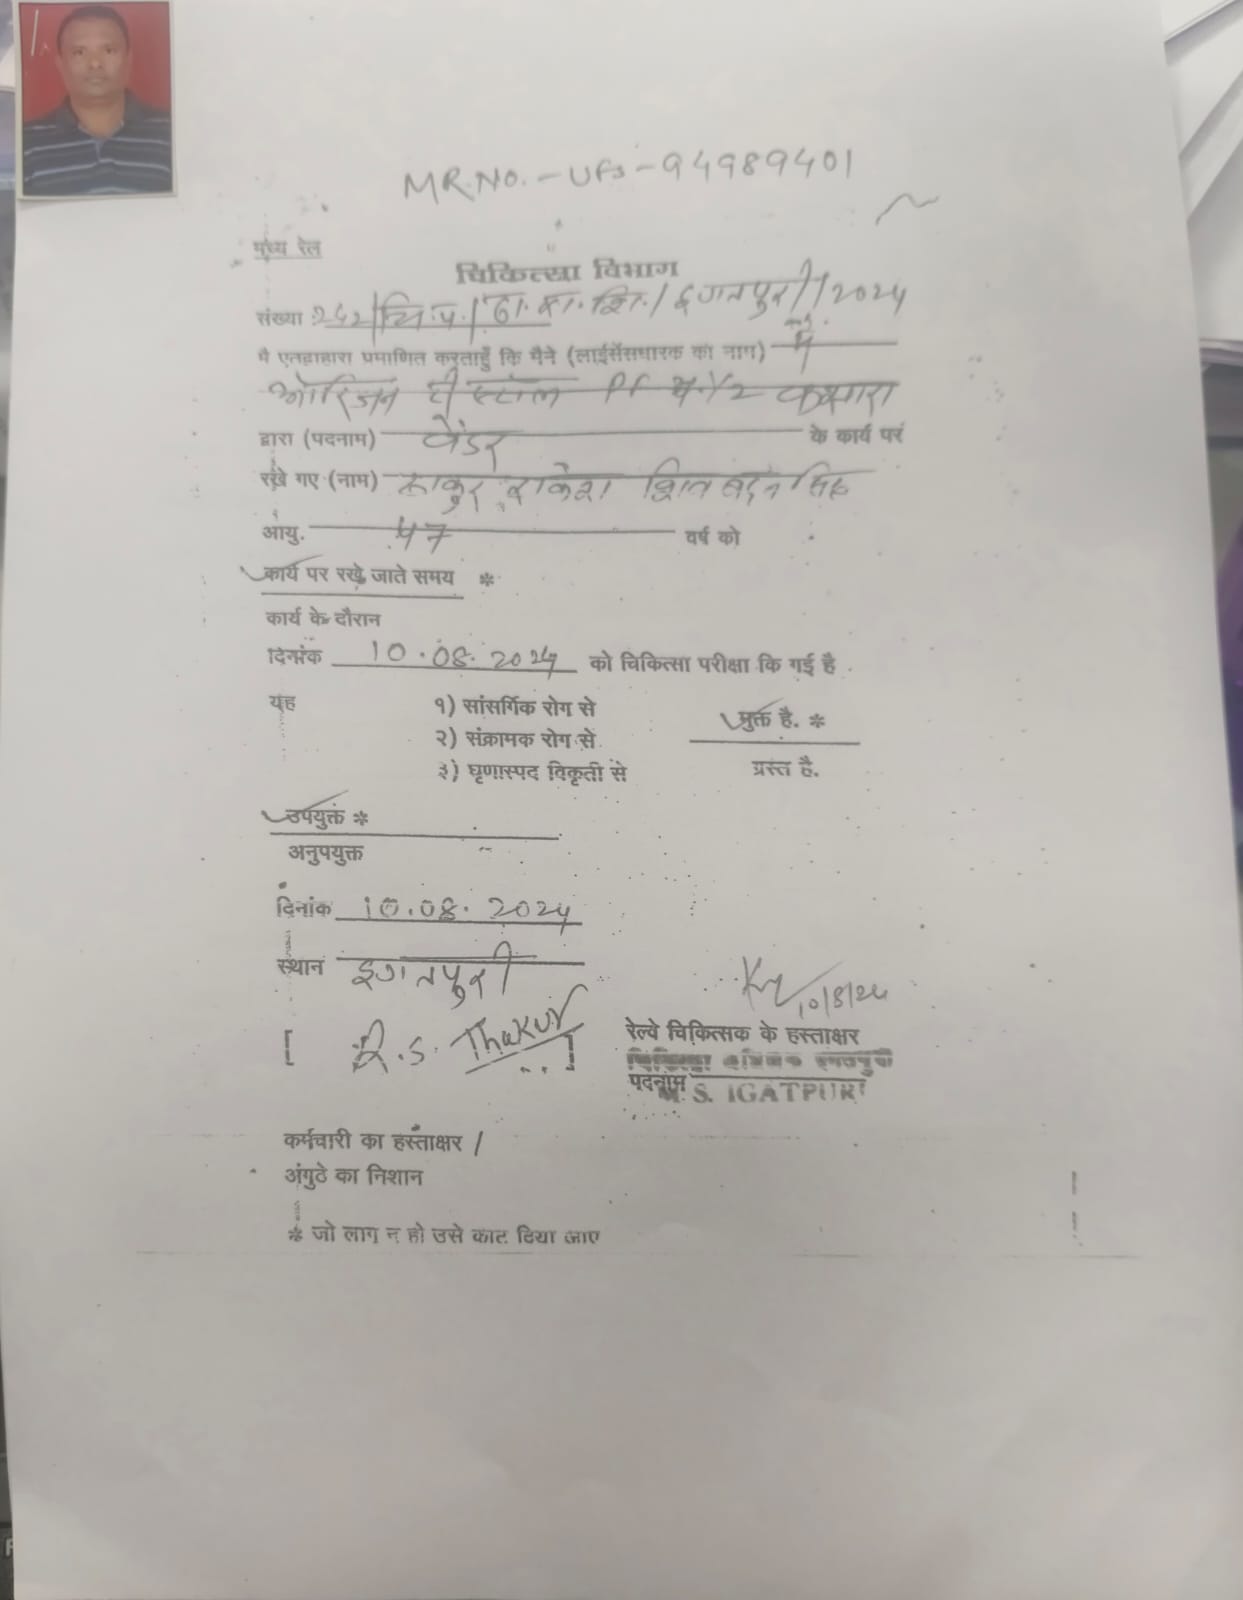 MR.NO. - UFS - 94989401
मध्य रेल
चिकित्सा विभाग
संख्या :242/चि.प./ठा.रा.शि./इगतपुरी/2024
मै एतद्वाहारा प्रमाणित करताहुँ कि मैने (लाईसेंसधारक का नाग) मे
ओरिजन टी स्टॉल PF क्र.1/2 कसारा
द्वारा (पदनाम) वेंडर के कार्य परं
रखे गए (नाम) ठाकुर राकेश शिव बदन सिंह
आयु. 47 वर्ष को
कार्य पर रखे जाते समय *
कार्य के दौरान
दिनांक 10.08.2024 को चिकित्सा परीक्षा कि गई है
यह १) सांसर्गिक रोग से मुक्त है. *
२) संक्रामक रोग से
३) घृणास्पद विकृती से ग्रस्त है.
उपयुक्तं *
अनुपयुक्त
दिनांक 10.08.2024
स्थान इगतपुरी
10/8/24
[ R.S. Thakur ] रेल्वे चिकित्सक के हस्ताक्षर
पदनाम S. IGATPURI
कर्मचारी का हस्ताक्षर /
अंगुठे का निशान
* जो लागु न हो उसे काट दिया जाए